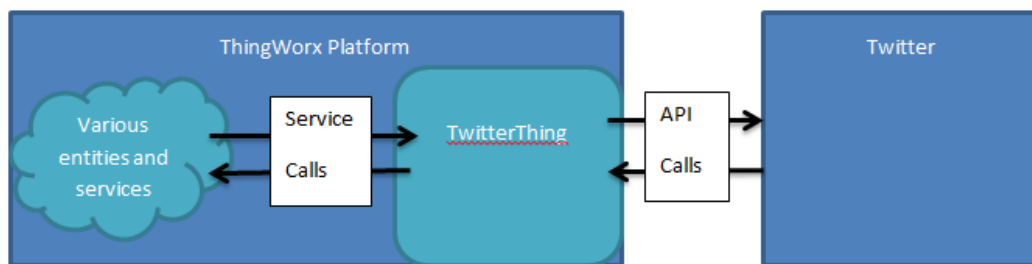 ThingWorx Platform
Twitter
Various
entities and
services
Service
Calls
TwitterThing
API
Calls